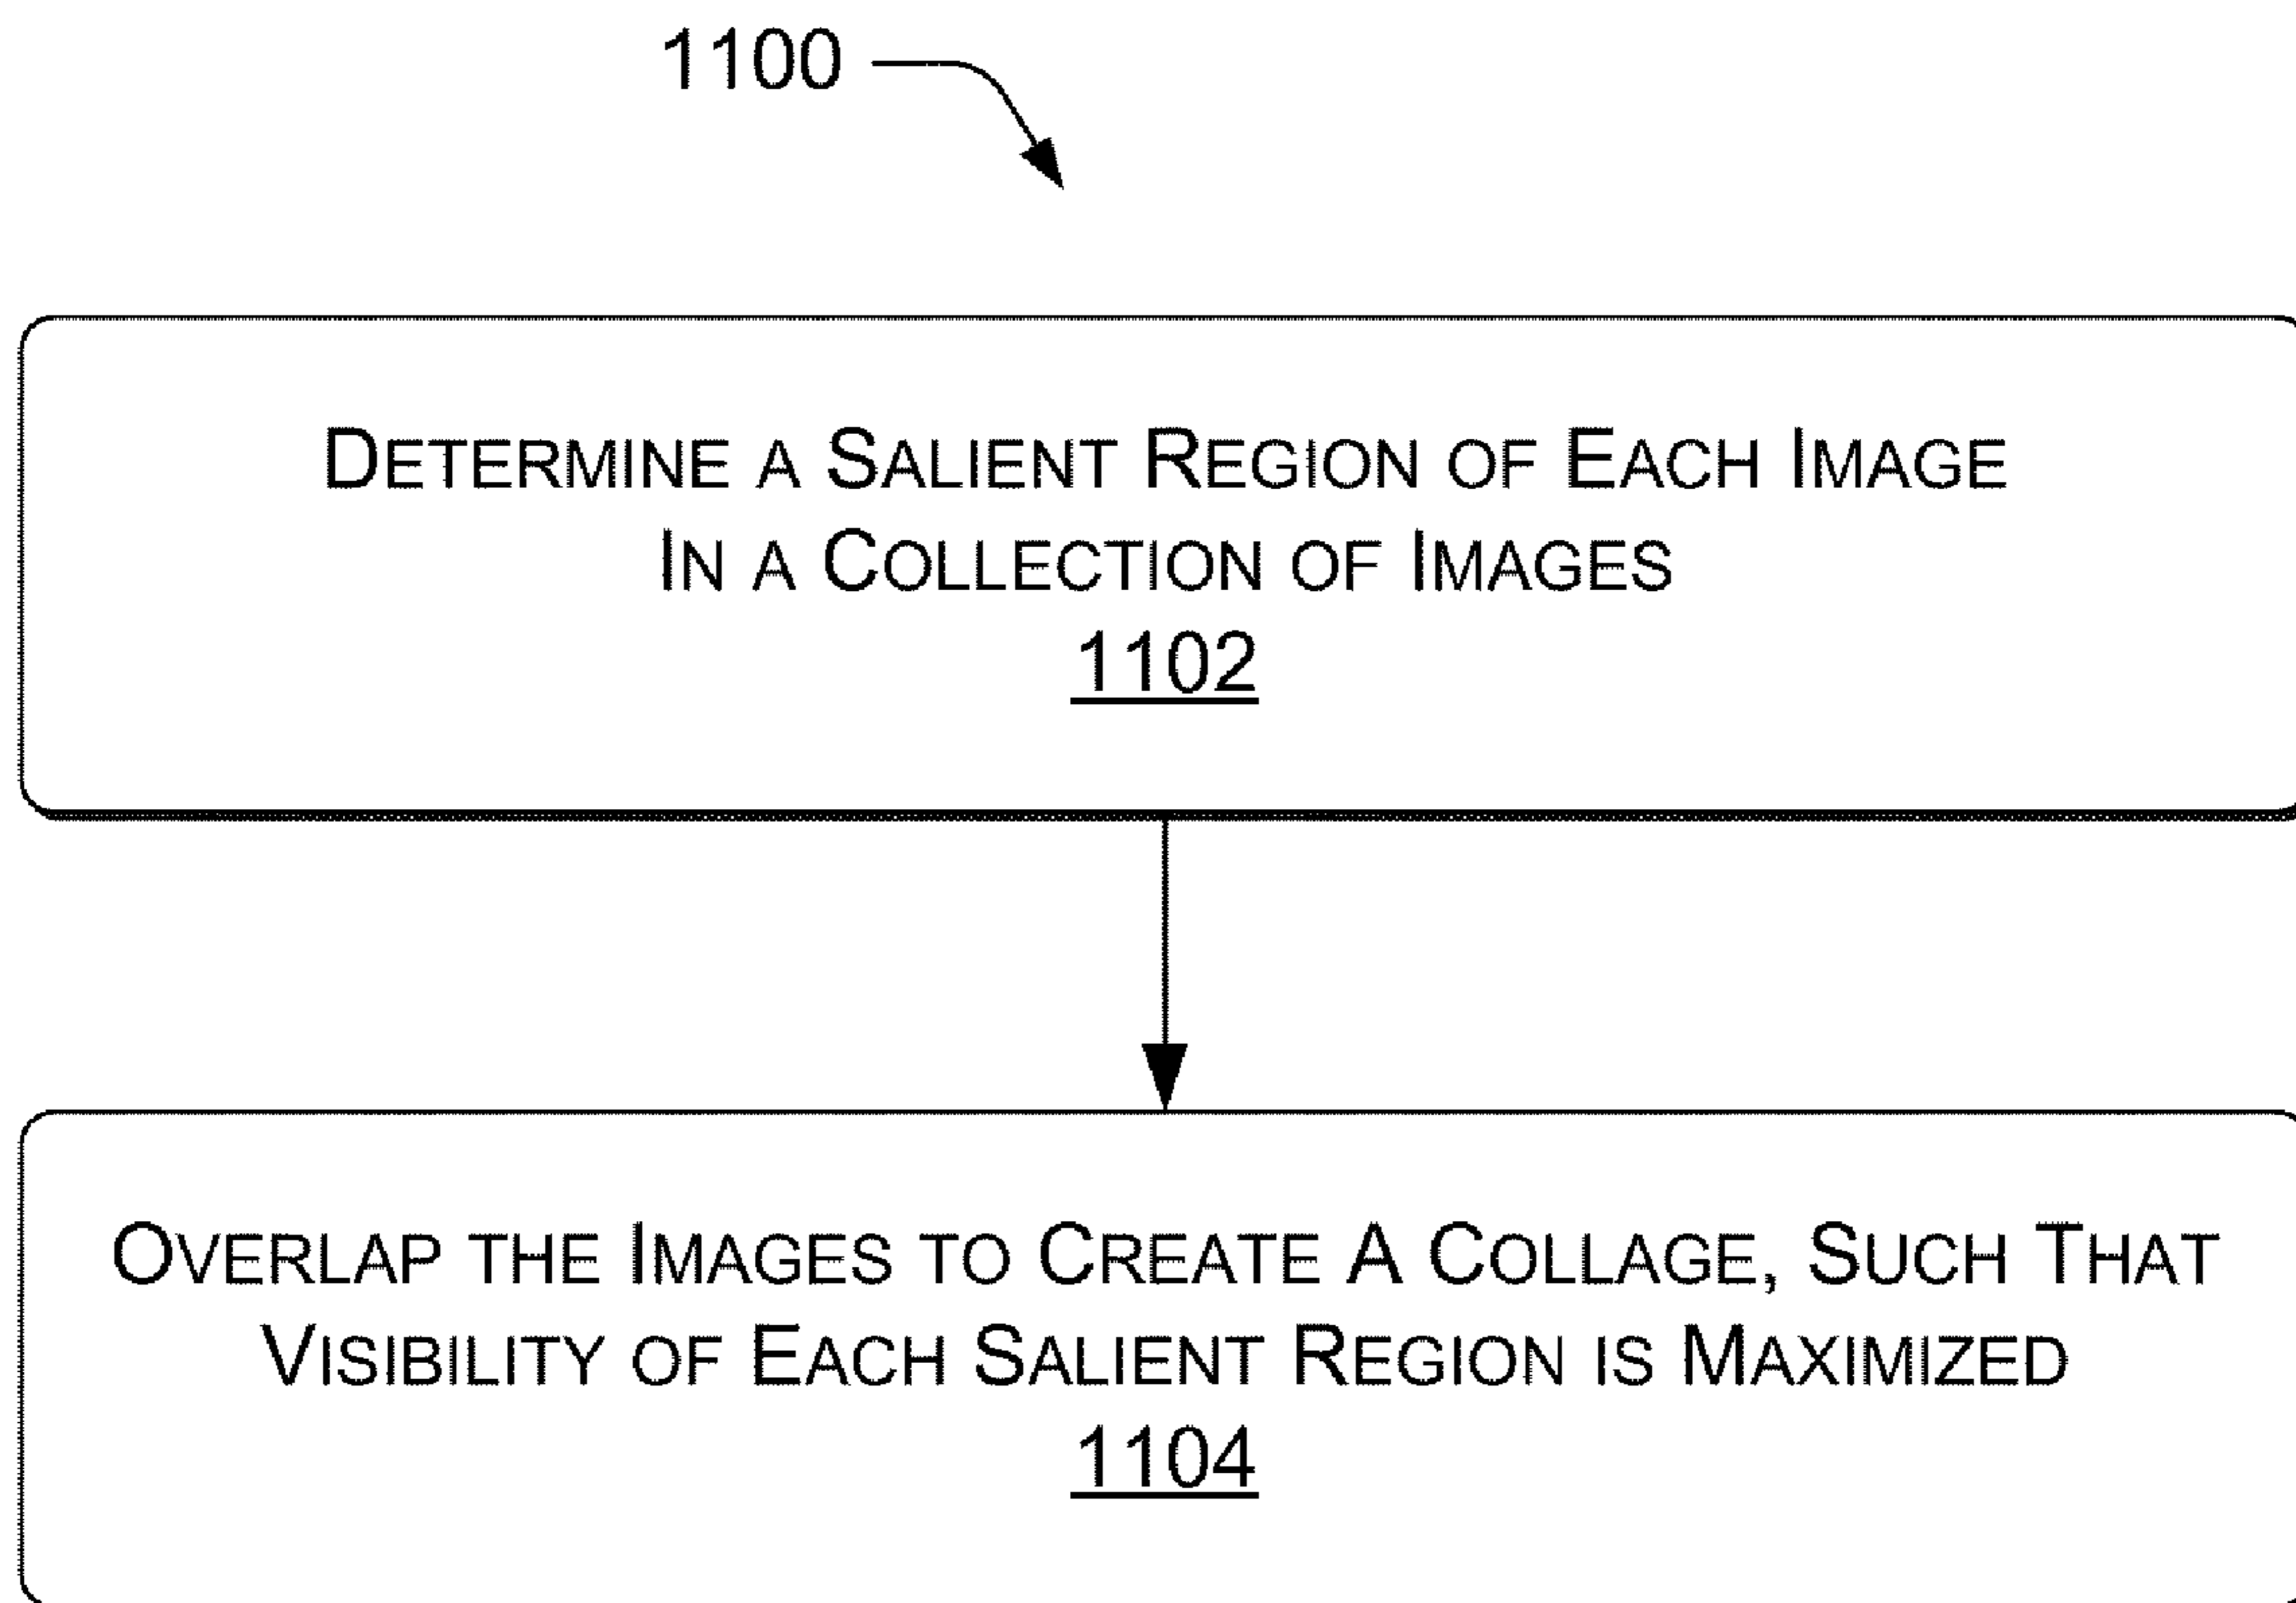 1100
DETERMINE A SALIENT REGION OF EACH IMAGE
IN A COLLECTION OF IMAGES
1102
OVERLAP THE IMAGES TO CREATE A COLLAGE, SUCH THAT
VISIBILITY OF EACH SALIENT REGION IS MAXIMIZED
1104